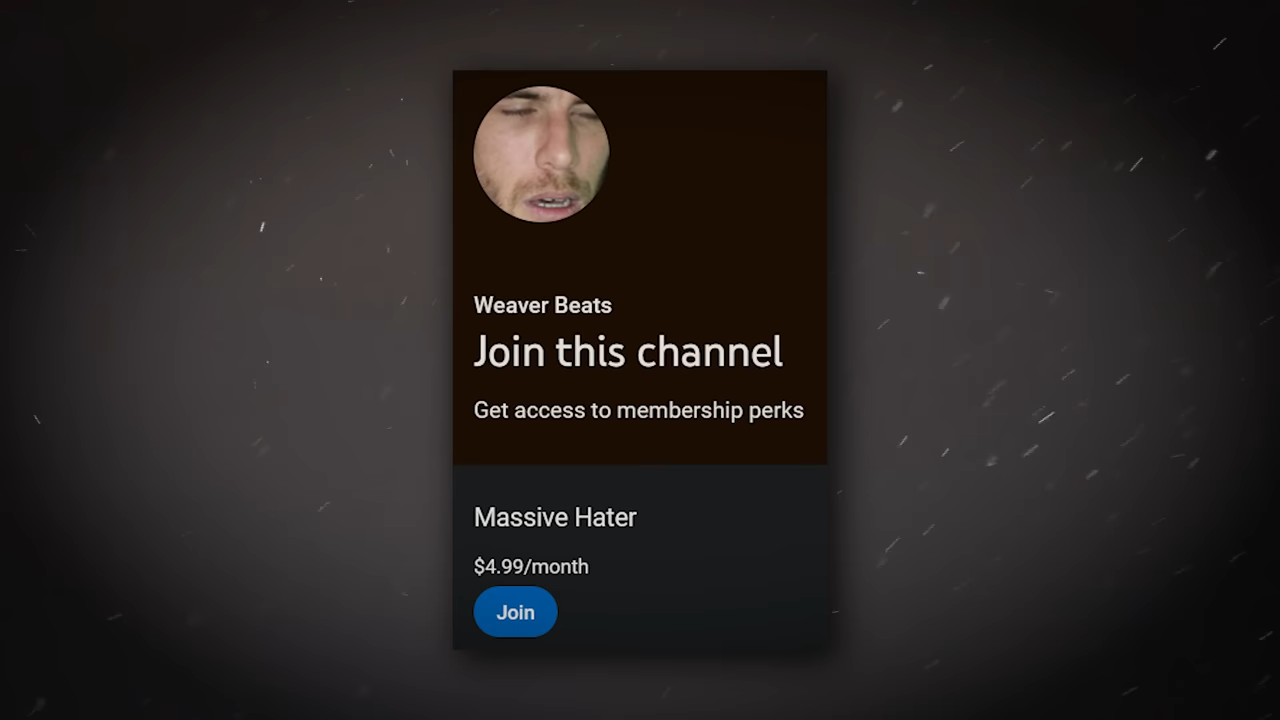 Weaver Beats
Join this channel
Get access to membership perks
Massive Hater
$4.99/month
Join